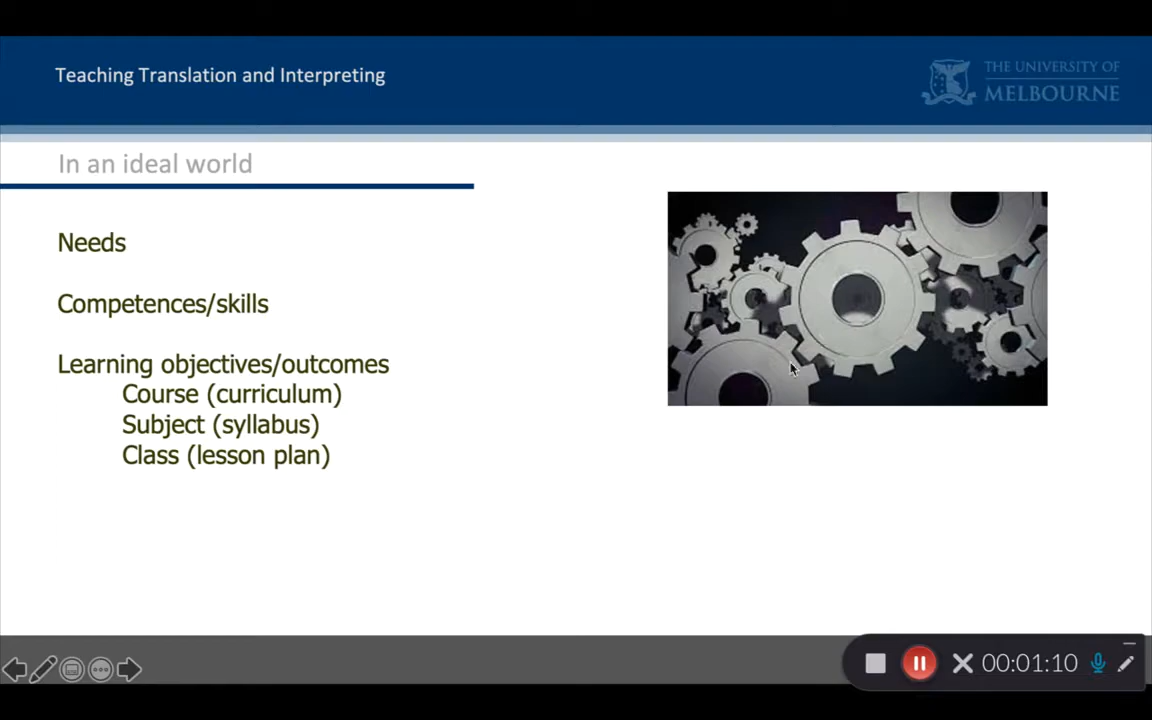 Teaching Translation and Interpreting
THE UNIVERSITY OF
MELBOURNE
In an ideal world
Needs
Competences/skills
Learning objectives/outcomes
Course (curriculum)
Subject (syllabus)
Class (lesson plan)
00:01:10